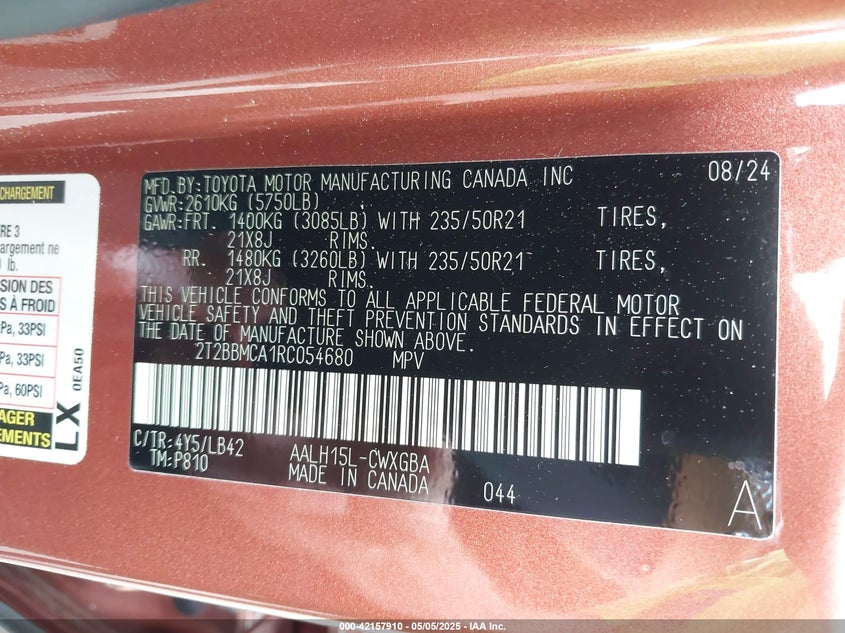 CHARGEMENT
RE 3
argement ne
lb.
SION DES
S À FROID
Pa, 33PSI
Pa, 33PSI
Pa, 60PSI
AGER
EMENTS
LX
0EA50
MFD.BY:TOYOTA MOTOR MANUFACTURING CANADA INC 08/24
GVWR:2610KG (5750LB)
GAWR:FRT. 1400KG (3085LB) WITH 235/50R21 TIRES,
21X8J RIMS.
RR. 1480KG (3260LB) WITH 235/50R21 TIRES,
21X8J RIMS.
THIS VEHICLE CONFORMS TO ALL APPLICABLE FEDERAL MOTOR
VEHICLE SAFETY AND THEFT PREVENTION STANDARDS IN EFFECT ON
THE DATE OF MANUFACTURE SHOWN ABOVE.
2T2BBMCA1RC054680 MPV
C/TR:4Y5/LB42 AALH15L-CWXGBA
TM:P810 MADE IN CANADA 044
A
000-42157910 - 05/05/2025 - IAA Inc.